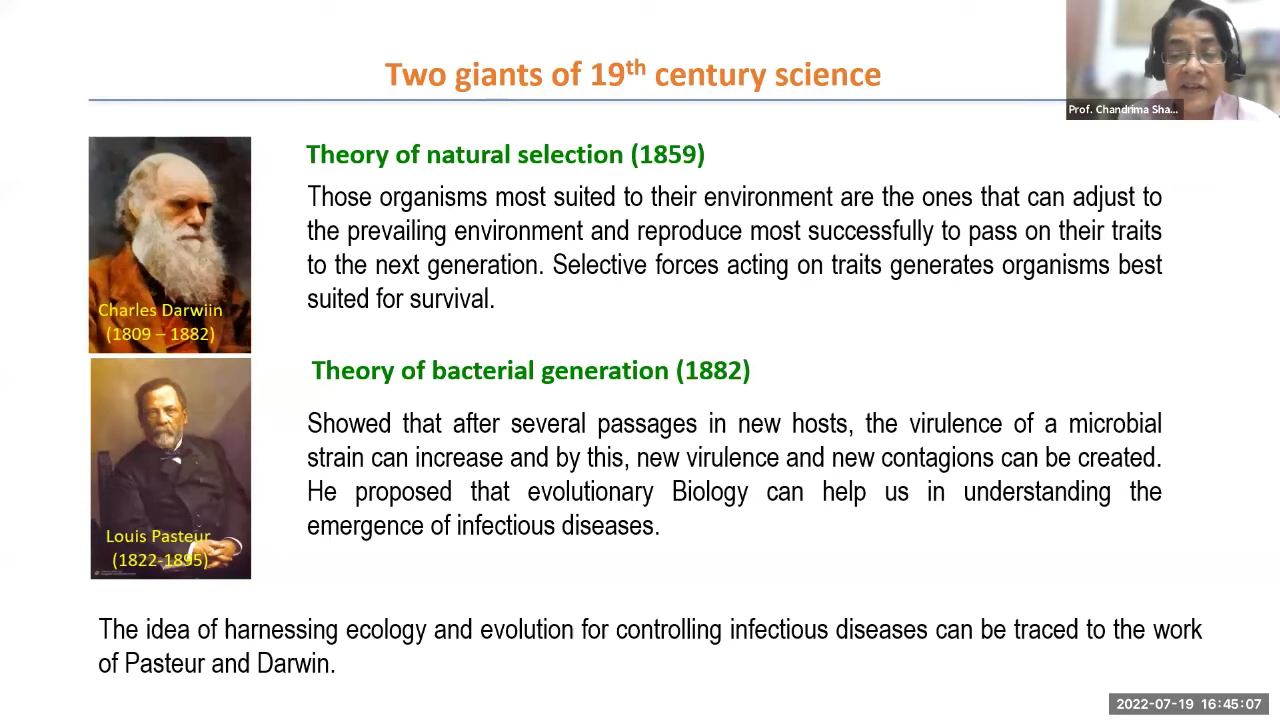 Two giants of 19th century science
Prof. Chandrima Sha...
Theory of natural selection (1859)
Those organisms most suited to their environment are the ones that can adjust to
the prevailing environment and reproduce most successfully to pass on their traits
to the next generation. Selective forces acting on traits generates organisms best
suited for survival.
Charles Darwiin
(1809 – 1882)
Theory of bacterial generation (1882)
Showed that after several passages in new hosts, the virulence of a microbial
strain can increase and by this, new virulence and new contagions can be created.
He proposed that evolutionary Biology can help us in understanding the
emergence of infectious diseases.
Louis Pasteur
(1822-1895)
The idea of harnessing ecology and evolution for controlling infectious diseases can be traced to the work
of Pasteur and Darwin.
2022-07-19 16:45:07